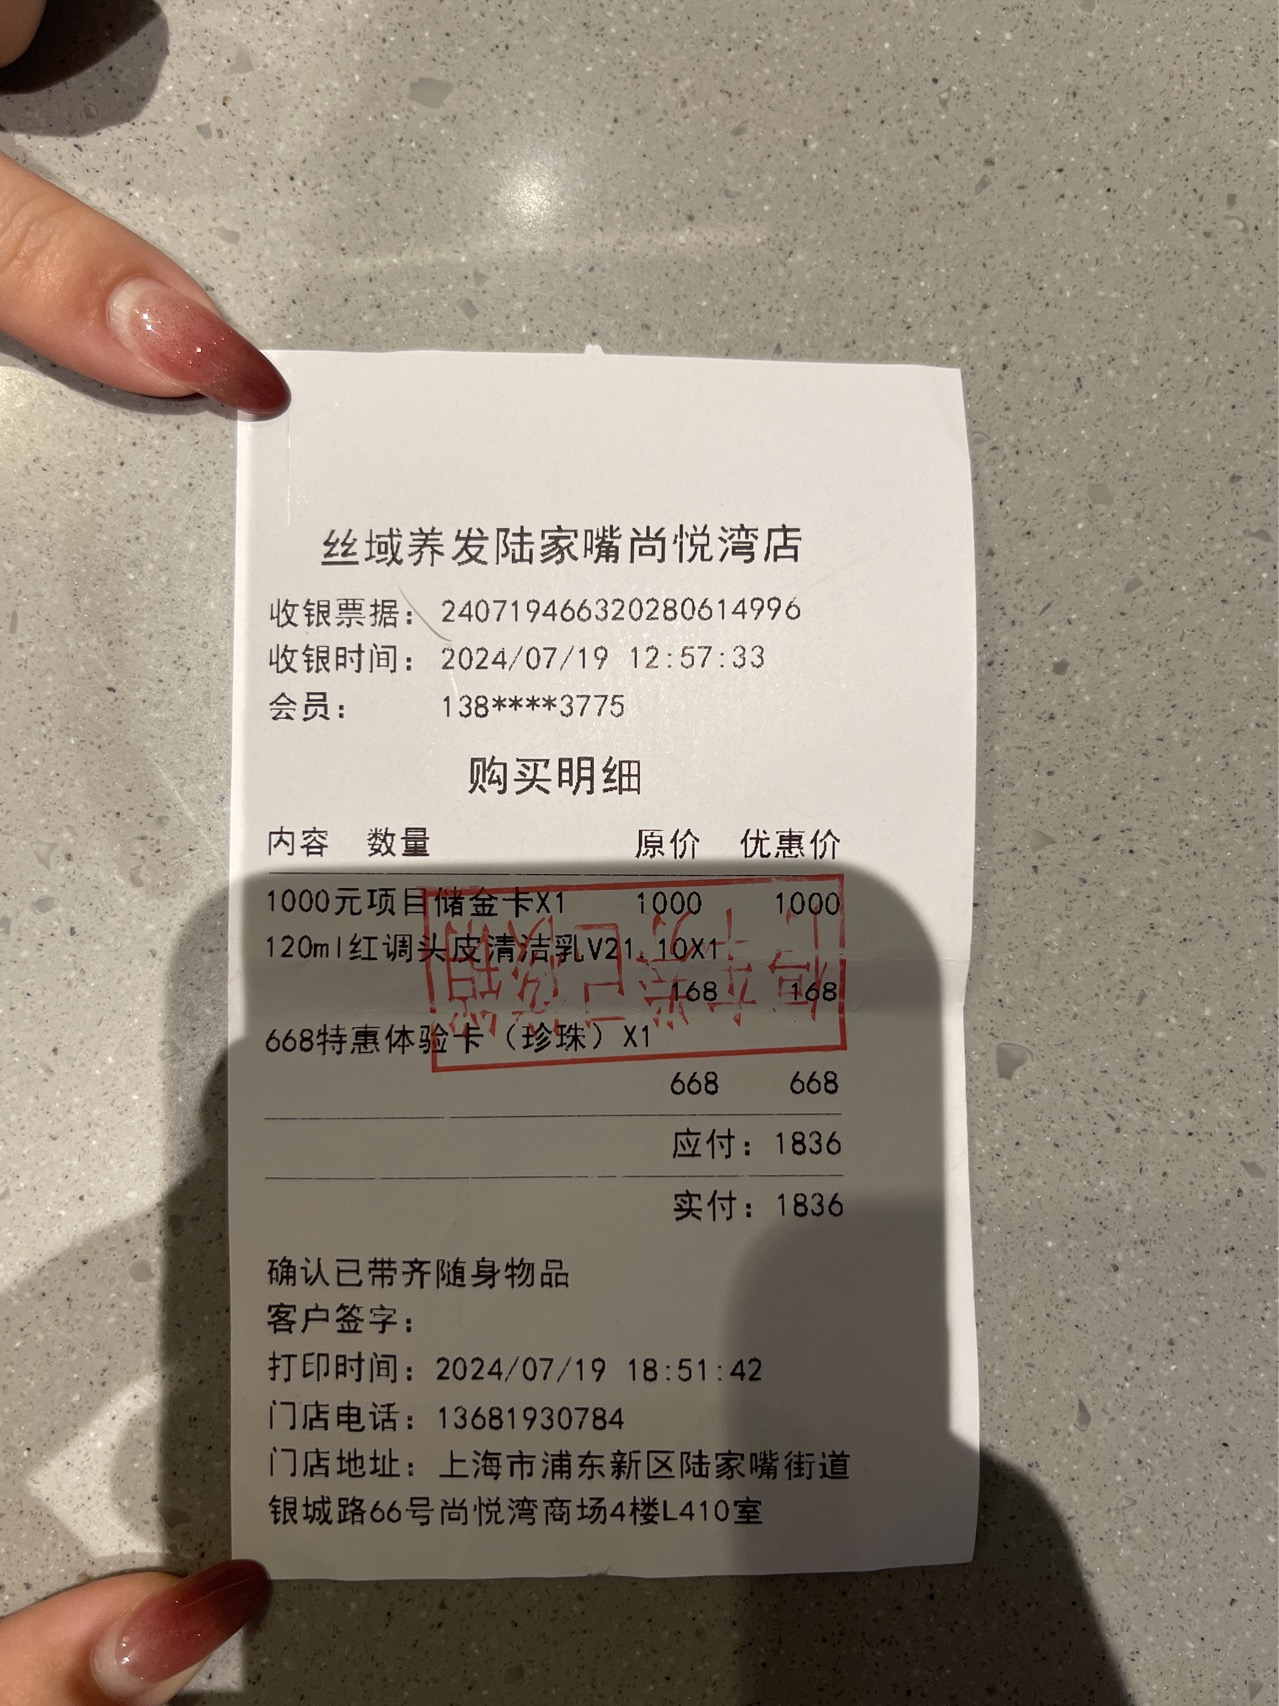 丝域养发陆家嘴尚悦湾店
收银票据：240719466320280614996
收银时间：2024/07/19 12:57:33
会员： 138****3775
购买明细
内容 数量 原价 优惠价
1000元项目储金卡X1 1000 1000
120ml红调头皮清洁乳V21.10X1
168 168
668特惠体验卡（珍珠）X1
668 668
应付：1836
实付：1836
确认已带齐随身物品
客户签字：
打印时间：2024/07/19 18:51:42
门店电话：13681930784
门店地址：上海市浦东新区陆家嘴街道
银城路66号尚悦湾商场4楼L410室